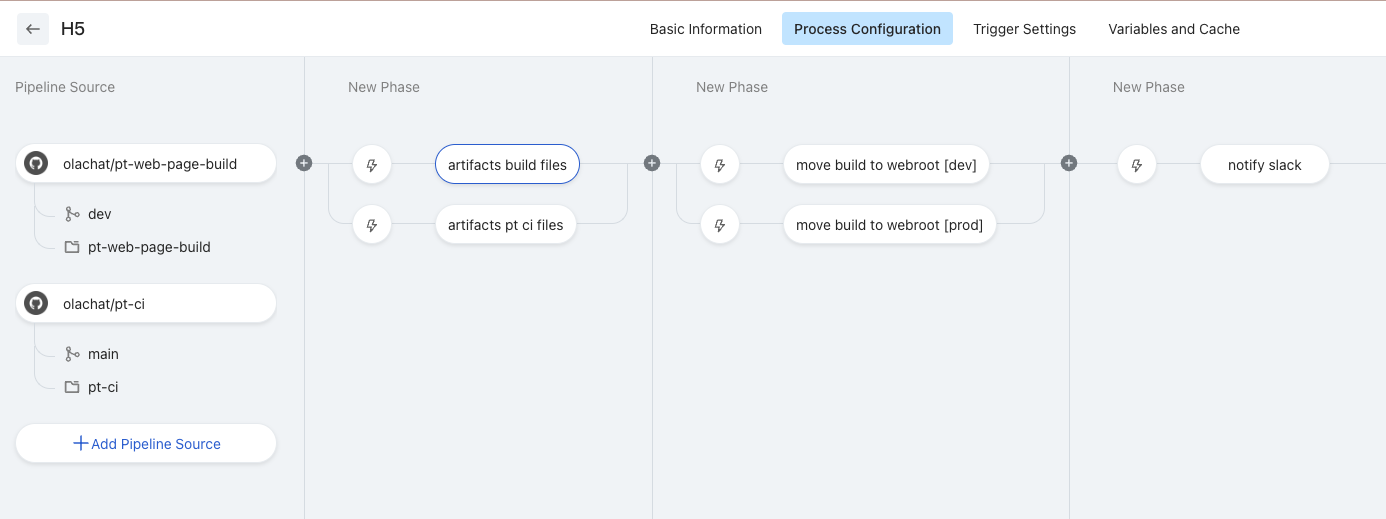 H5
Basic Information
Process Configuration
Trigger Settings
Variables and Cache
Pipeline Source
olachat/pt-web-page-build
dev
pt-web-page-build
olachat/pt-ci
main
pt-ci
Add Pipeline Source
New Phase
artifacts build files
artifacts pt ci files
New Phase
move build to webroot [dev]
move build to webroot [prod]
New Phase
notify slack